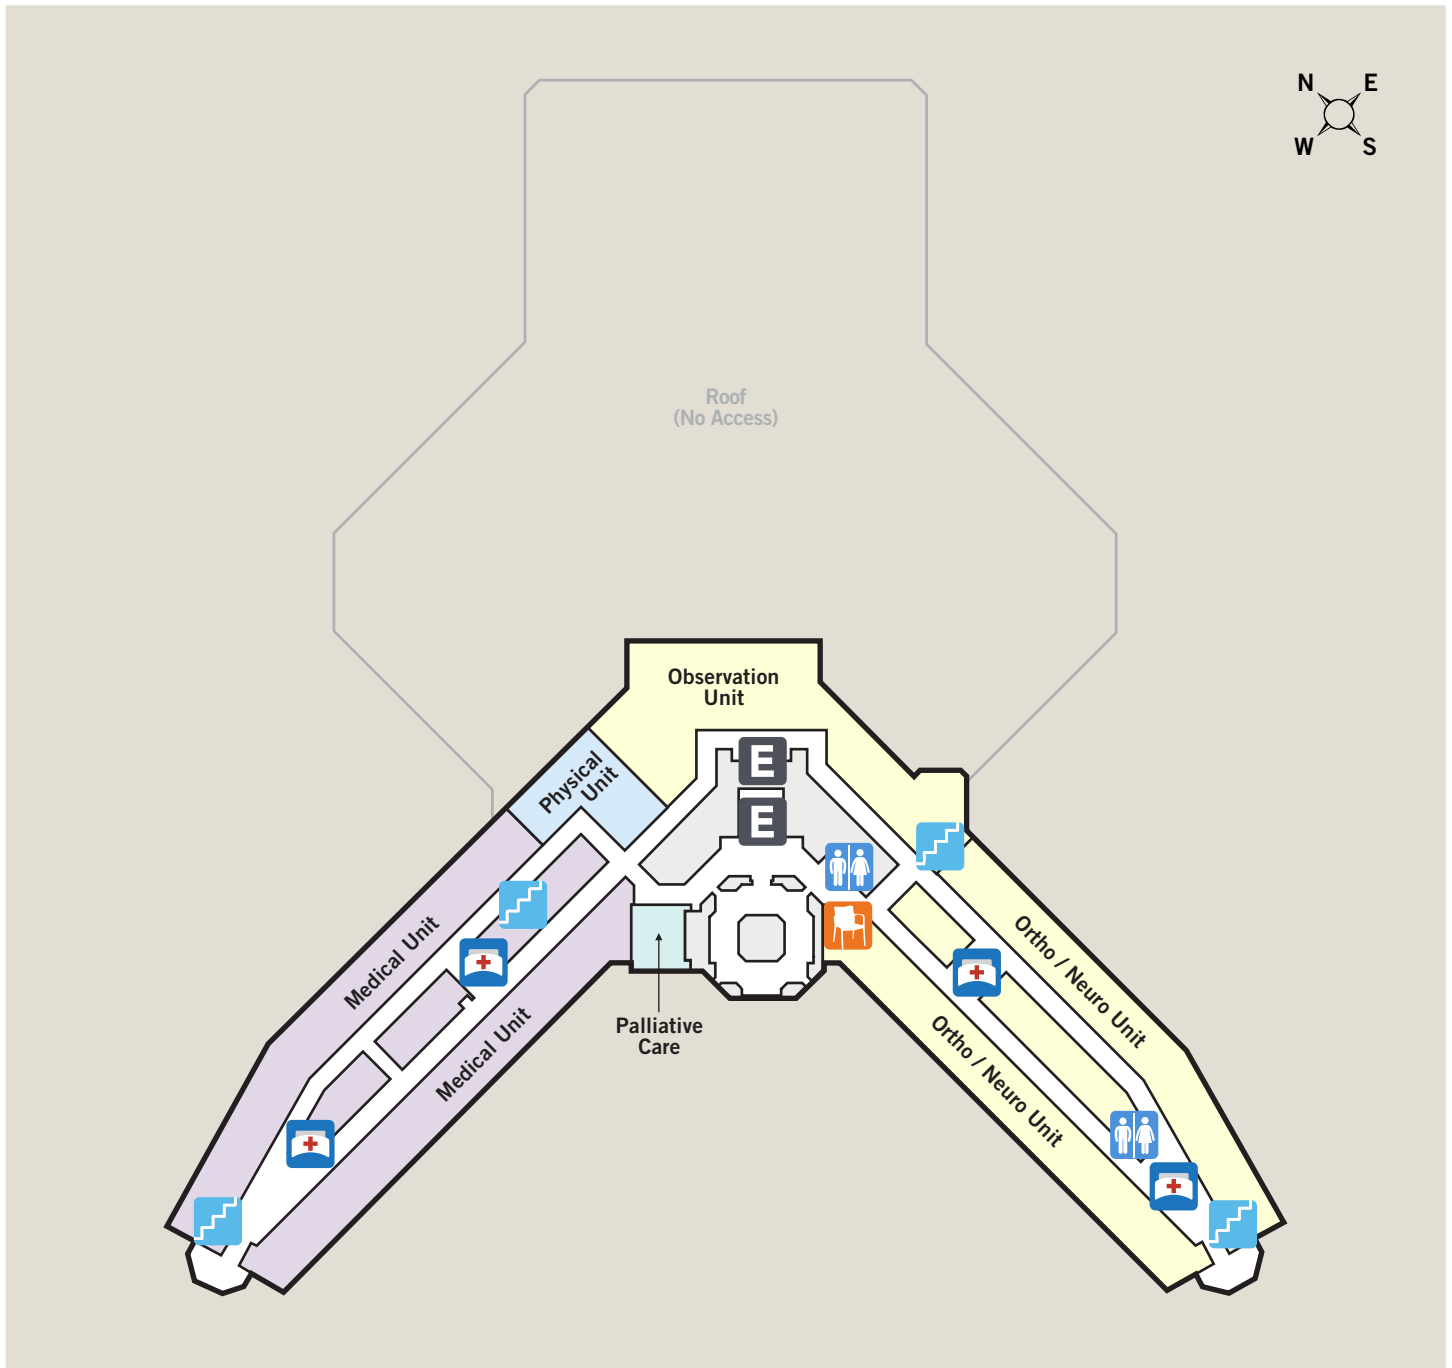 N E
W S
Roof
(No Access)
Observation
Unit
Physical
Unit
E
E
Medical Unit
Medical Unit
Palliative
Care
Ortho / Neuro Unit
Ortho / Neuro Unit